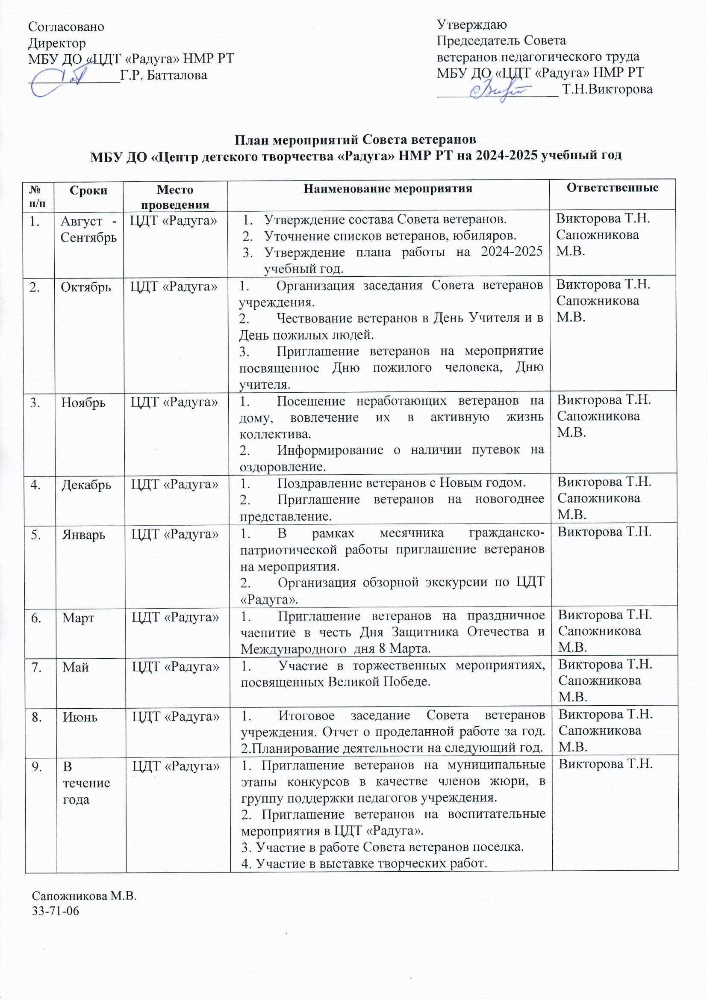 Согласовано
Директор
МБУ ДО «ЦДТ «Радуга» НМР РТ
_____________Г.Р. Батталова
Утверждаю
Председатель Совета
ветеранов педагогического труда
МБУ ДО «ЦДТ «Радуга» НМР РТ
_________________ Т.Н.Викторова
План мероприятий Совета ветеранов
МБУ ДО «Центр детского творчества «Радуга» НМР РТ на 2024-2025 учебный год
№
п/п
Сроки
Место
проведения
Наименование мероприятия
Ответственные
1.
Август -
Сентябрь
ЦДТ «Радуга»
1. Утверждение состава Совета ветеранов.
2. Уточнение списков ветеранов, юбиляров.
3. Утверждение плана работы на 2024-2025
учебный год.
Викторова Т.Н.
Сапожникова
М.В.
2.
Октябрь
ЦДТ «Радуга»
1. Организация заседания Совета ветеранов
учреждения.
2. Чествование ветеранов в День Учителя и в
День пожилых людей.
3. Приглашение ветеранов на мероприятие
посвященное Дню пожилого человека, Дню
учителя.
Викторова Т.Н.
Сапожникова
М.В.
3.
Ноябрь
ЦДТ «Радуга»
1. Посещение неработающих ветеранов на
дому, вовлечение их в активную жизнь
коллектива.
2. Информирование о наличии путевок на
оздоровление.
Викторова Т.Н.
Сапожникова
М.В.
4.
Декабрь
ЦДТ «Радуга»
1. Поздравление ветеранов с Новым годом.
2. Приглашение ветеранов на новогоднее
представление.
Викторова Т.Н.
Сапожникова
М.В.
5.
Январь
ЦДТ «Радуга»
1. В рамках месячника гражданско-
патриотической работы приглашение ветеранов
на мероприятия.
2. Организация обзорной экскурсии по ЦДТ
«Радуга».
Викторова Т.Н.
6.
Март
ЦДТ «Радуга»
1. Приглашение ветеранов на праздничное
чаепитие в честь Дня Защитника Отечества и
Международного дня 8 Марта.
Викторова Т.Н.
Сапожникова
М.В.
7.
Май
ЦДТ «Радуга»
1. Участие в торжественных мероприятиях,
посвященных Великой Победе.
Викторова Т.Н.
Сапожникова
М.В.
8.
Июнь
ЦДТ «Радуга»
1. Итоговое заседание Совета ветеранов
учреждения. Отчет о проделанной работе за год.
2.Планирование деятельности на следующий год.
Викторова Т.Н.
Сапожникова
М.В.
9.
В
течение
года
ЦДТ «Радуга»
1. Приглашение ветеранов на муниципальные
этапы конкурсов в качестве членов жюри, в
группу поддержки педагогов учреждения.
2. Приглашение ветеранов на воспитательные
мероприятия в ЦДТ «Радуга».
3. Участие в работе Совета ветеранов поселка.
4. Участие в выставке творческих работ.
Викторова Т.Н.
Сапожникова М.В.
33-71-06